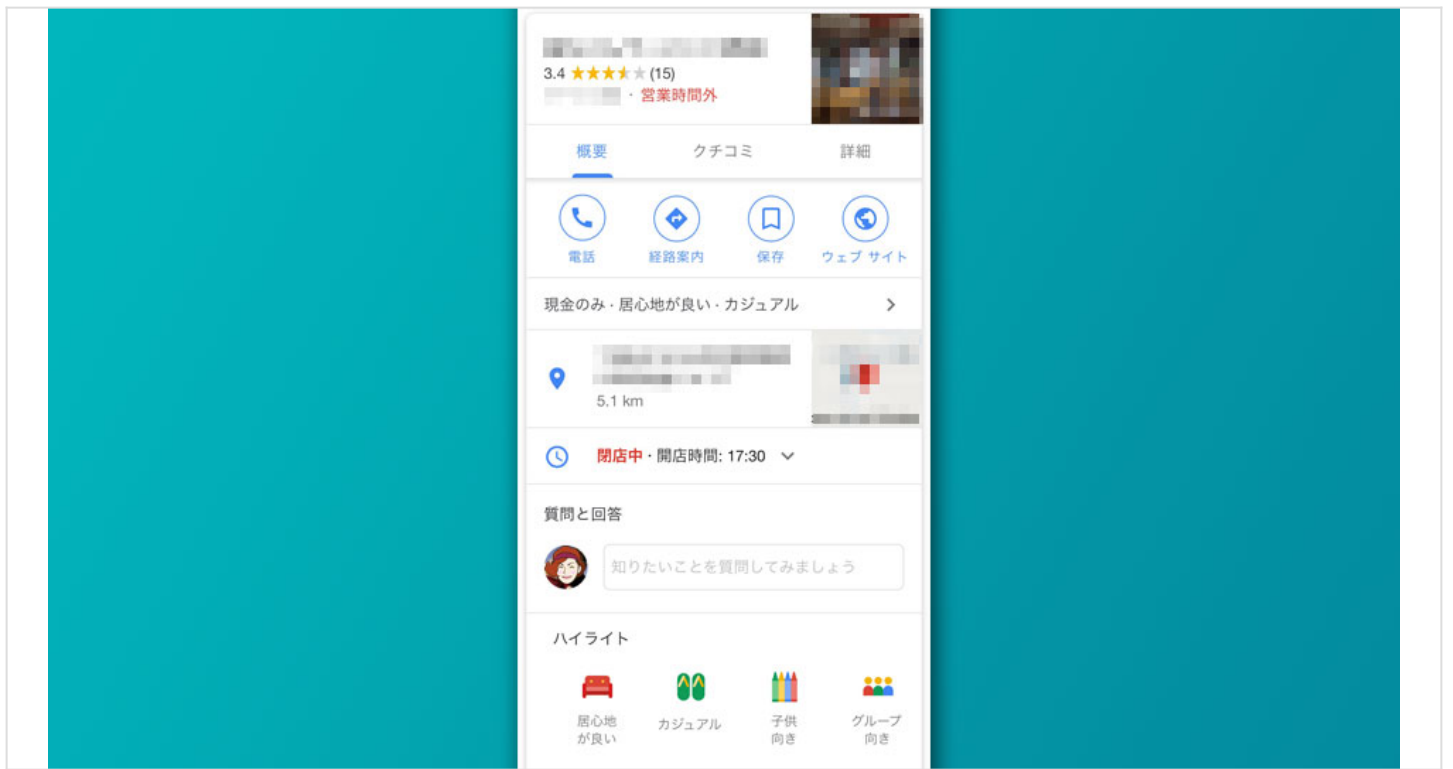 3.4 ★★★★★ (15)
· 営業時間外
概要 クチコミ 詳細
電話 経路案内 保存 ウェブ サイト
現金のみ · 居心地が良い · カジュアル
5.1 km
閉店中 · 開店時間: 17:30
質問と回答
知りたいことを質問してみましょう
ハイライト
居心地
が良い
カジュアル
子供
向き
グループ
向き